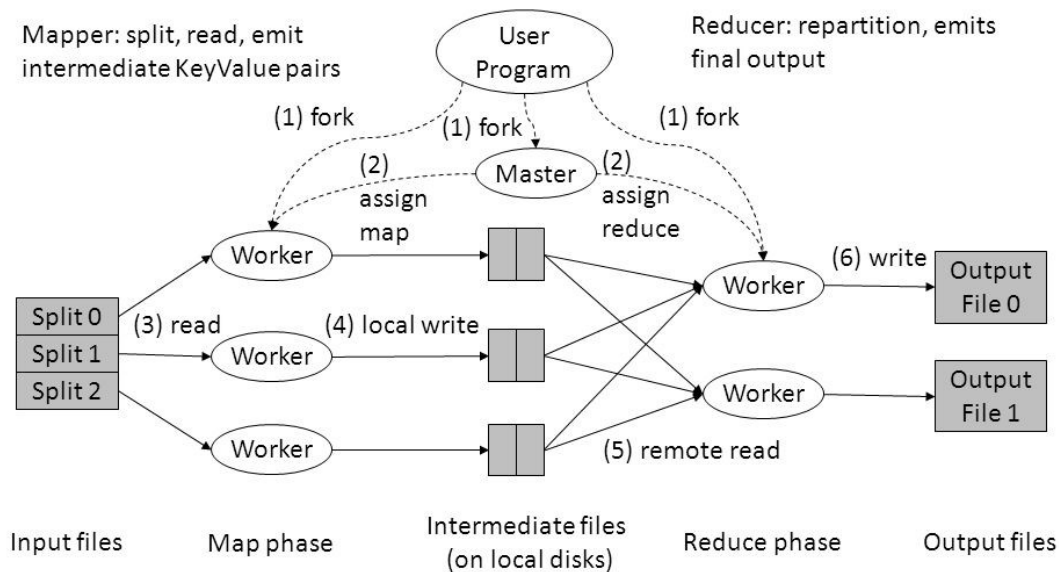 Mapper: split, read, emit
intermediate KeyValue pairs
User
Program
Reducer: repartition, emits
final output
(1) fork
(1) fork
(1) fork
(2)
assign
map
Master
(2)
assign
reduce
Split 0
Split 1
Split 2
(3) read
Worker
Worker
Worker
(4) local write
(5) remote read
Worker
Worker
(6) write
Output
File 0
Output
File 1
Input files
Map phase
Intermediate files
(on local disks)
Reduce phase
Output files